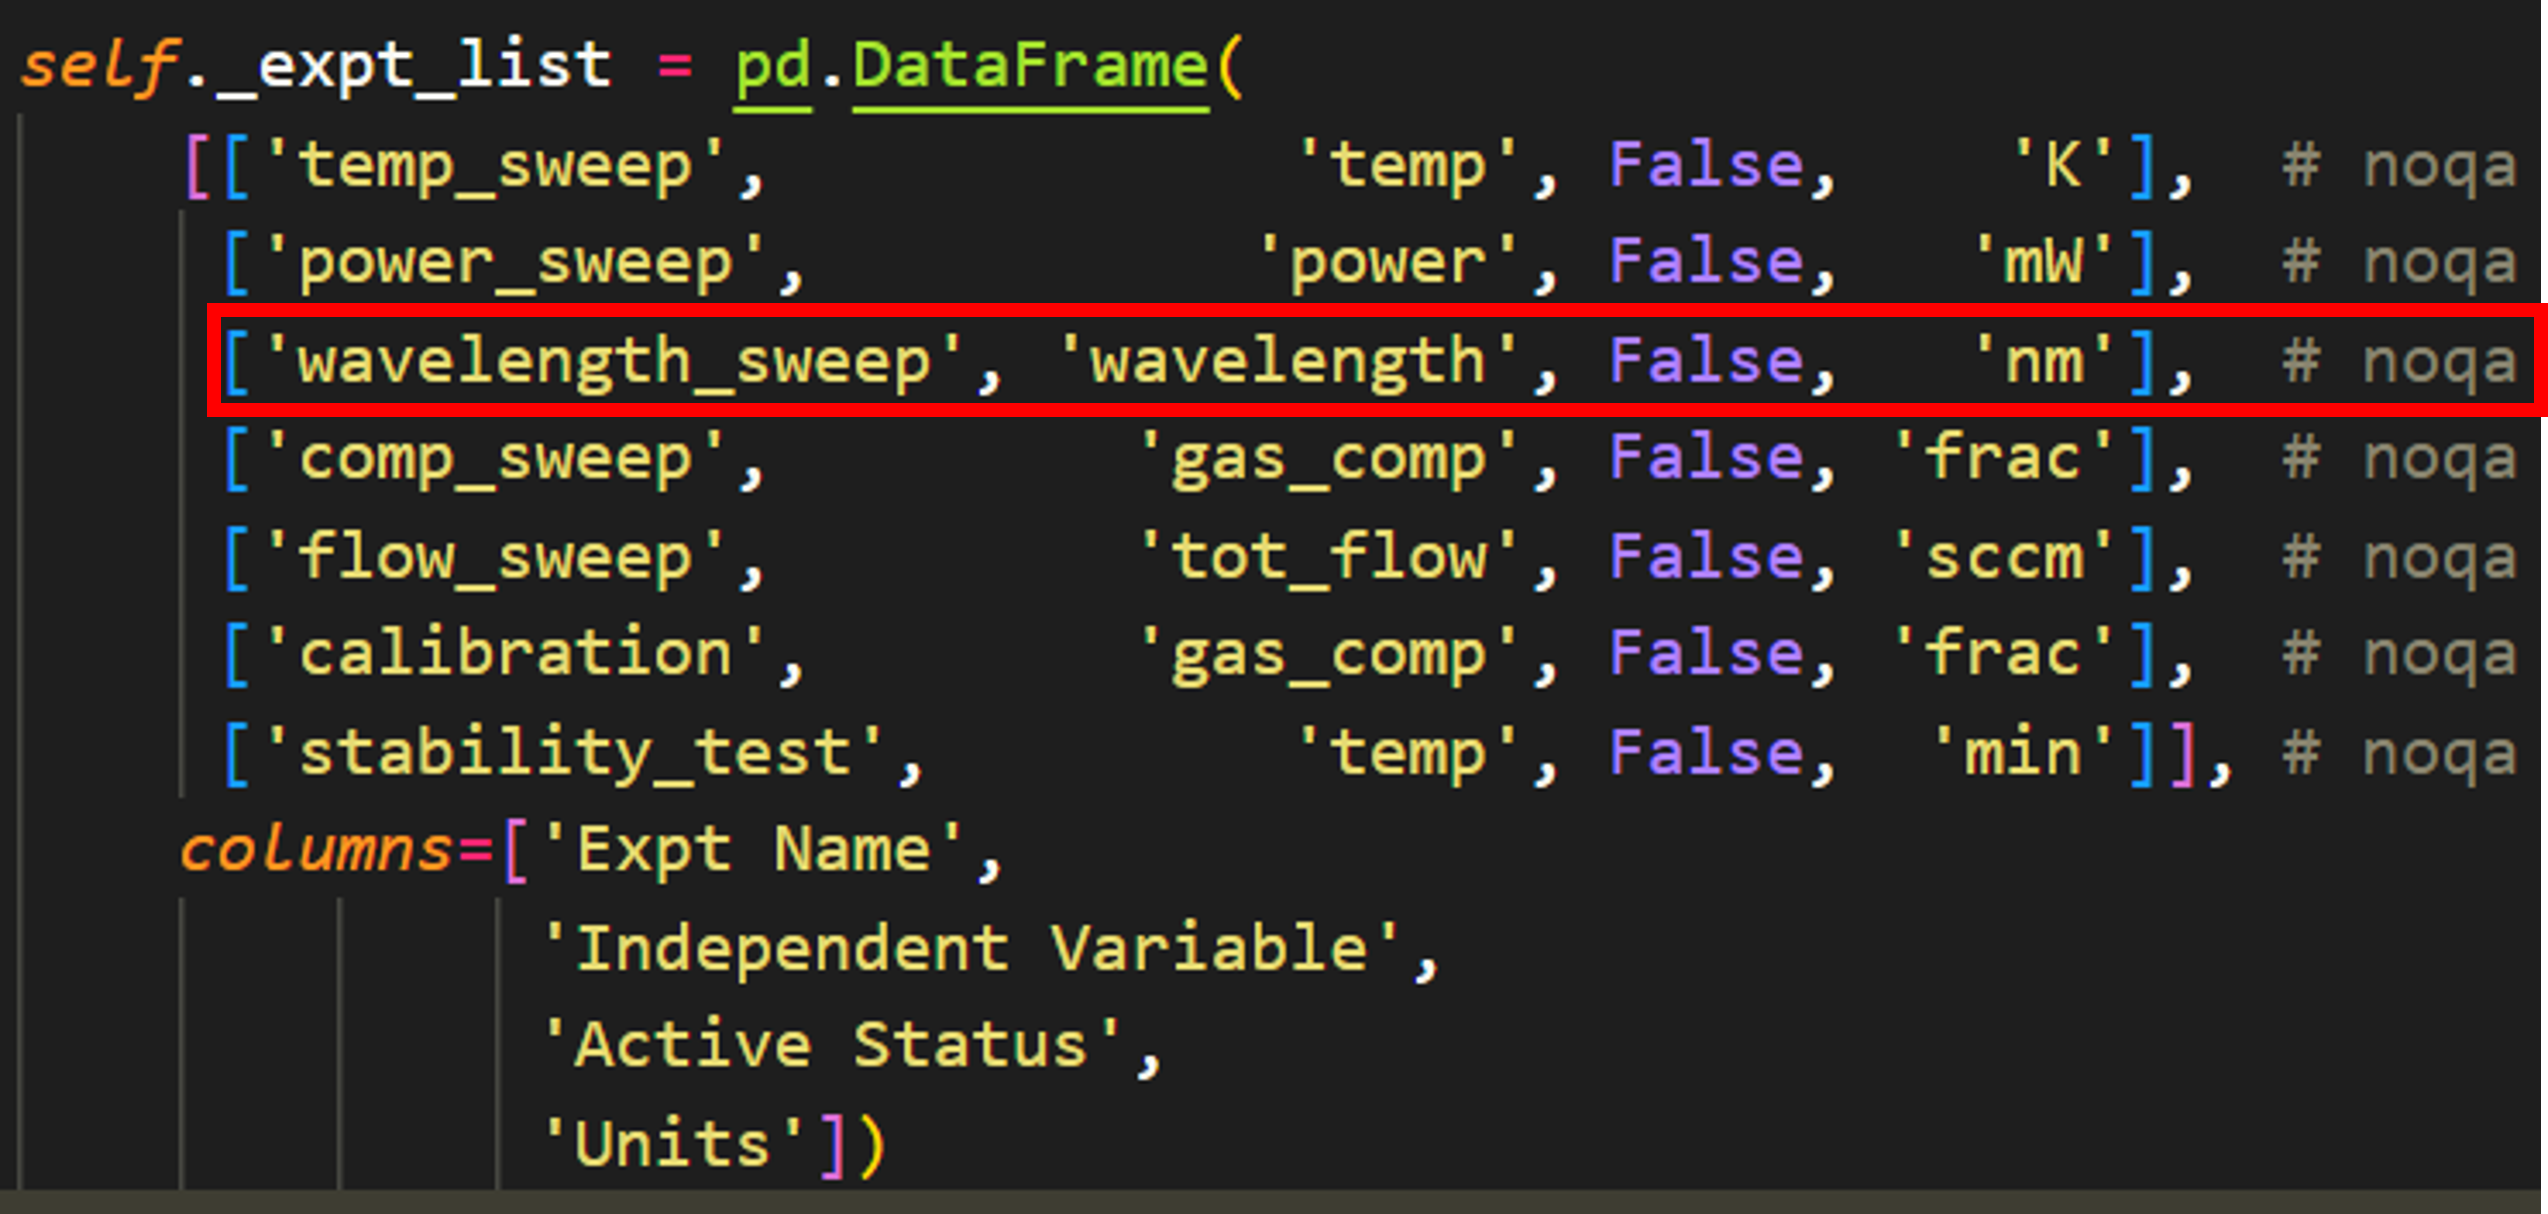 self._expt_list = pd.DataFrame(
[['temp_sweep', 'temp', False, 'K'], # noqa
['power_sweep', 'power', False, 'mW'], # noqa
['wavelength_sweep', 'wavelength', False, 'nm'], # noqa
['comp_sweep', 'gas_comp', False, 'frac'], # noqa
['flow_sweep', 'tot_flow', False, 'sccm'], # noqa
['calibration', 'gas_comp', False, 'frac'], # noqa
['stability_test', 'temp', False, 'min']], # noqa
columns=['Expt Name',
'Independent Variable',
'Active Status',
'Units'])